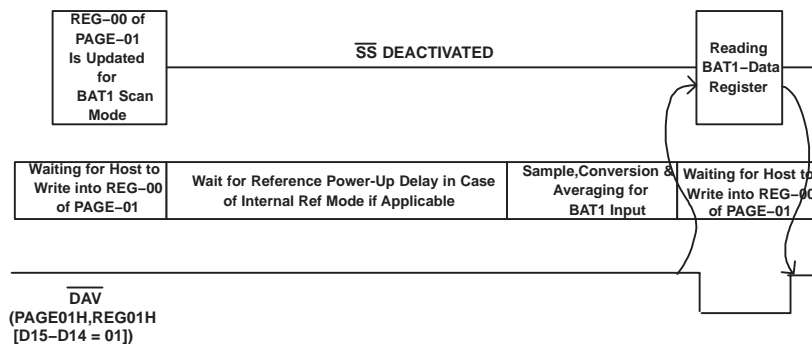 REG–00 of
PAGE–01
Is Updated
for
BAT1 Scan
Mode
SS DEACTIVATED
Reading
BAT1–Data
Register
Waiting for Host to
Write into REG–00
of PAGE–01
Wait for Reference Power-Up Delay in Case
of Internal Ref Mode if Applicable
Sample,Conversion &
Averaging for
BAT1 Input
Waiting for Host to
Write into REG–00
of PAGE–01
DAV
(PAGE01H,REG01H
[D15–D14 = 01])